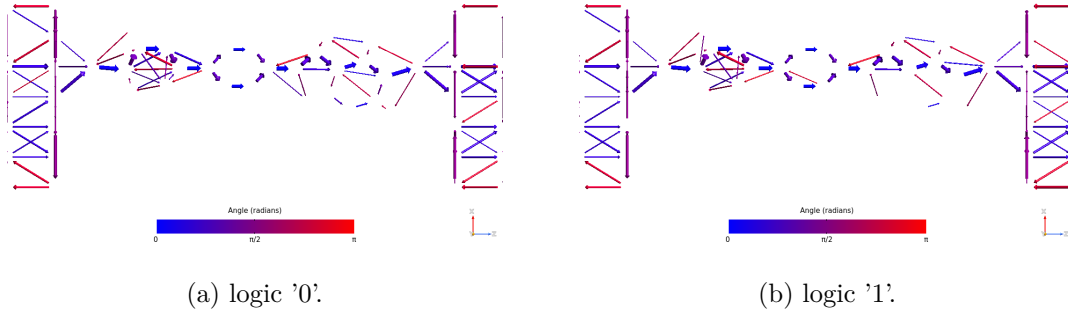 Angle (radians)
0 π/2 π
X
Y Z
Angle (radians)
0 π/2 π
X
Y Z
(a) logic '0'.
(b) logic '1'.